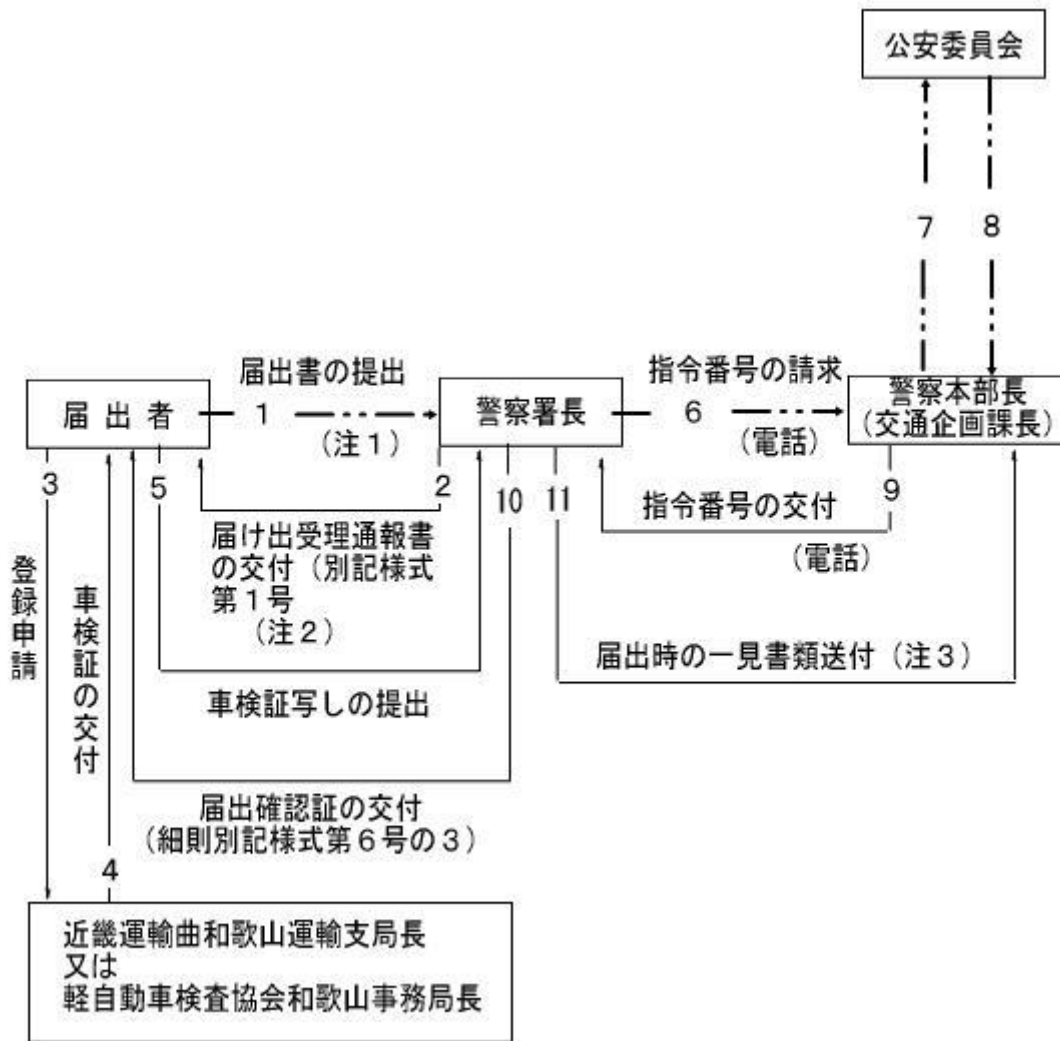 公安委員会
7
8
届出書の提出
指令番号の請求
届 出 者
1
(注1)
警察署長
6
(電話)
警察本部長
(交通企画課長)
3
5
2
10
11
9
指令番号の交付
(電話)
届け出受理通報書
の交付(別記様式
第1号
(注2)
登録申請
車検証の交付
届出時の一見書類送付(注3)
車検証写しの提出
届出確認証の交付
(細則別記様式第6号の3)
4
近畿運輸曲和歌山運輸支局長
又は
軽自動車検査協会和歌山事務局長